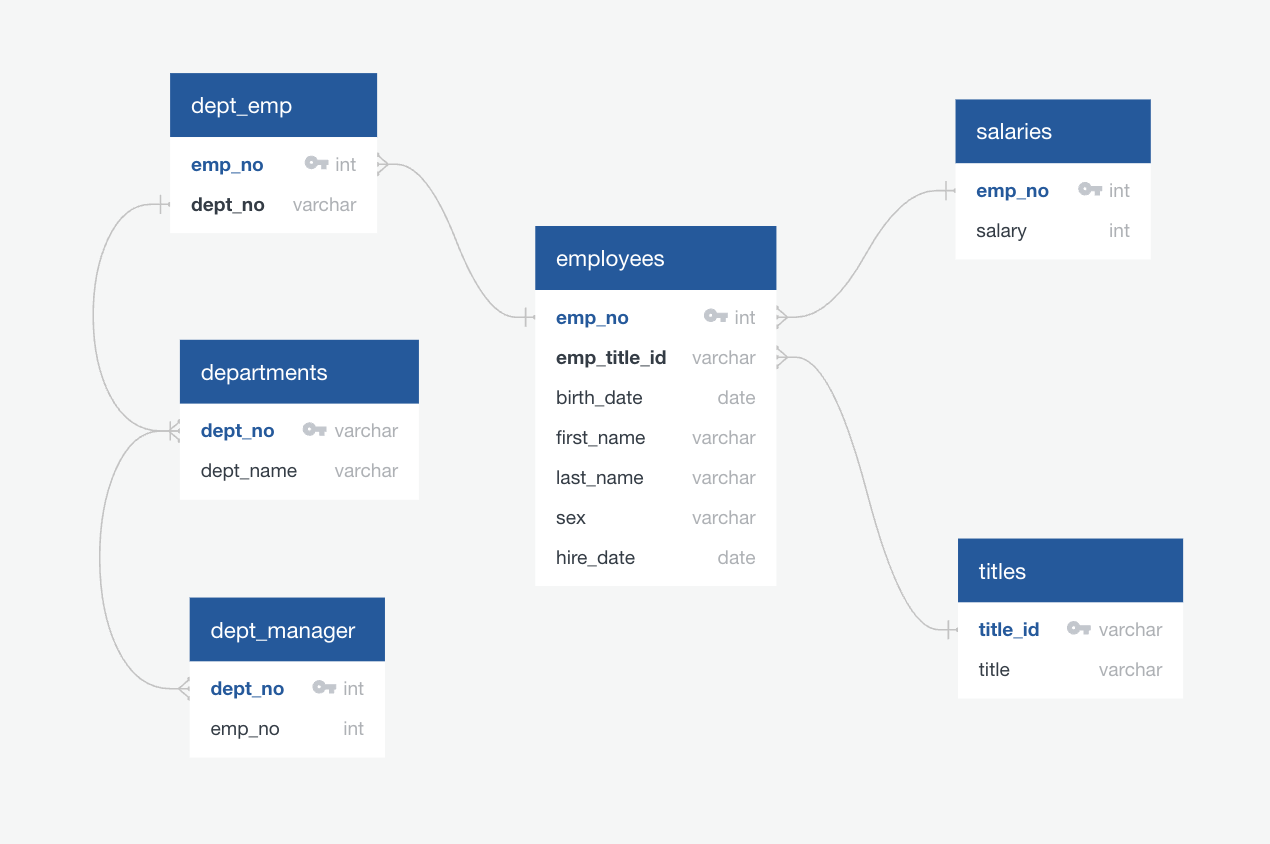 dept_emp
emp_no int
dept_no varchar
departments
dept_no varchar
dept_name varchar
dept_manager
dept_no int
emp_no int
employees
emp_no int
emp_title_id varchar
birth_date date
first_name varchar
last_name varchar
sex varchar
hire_date date
salaries
emp_no int
salary int
titles
title_id varchar
title varchar